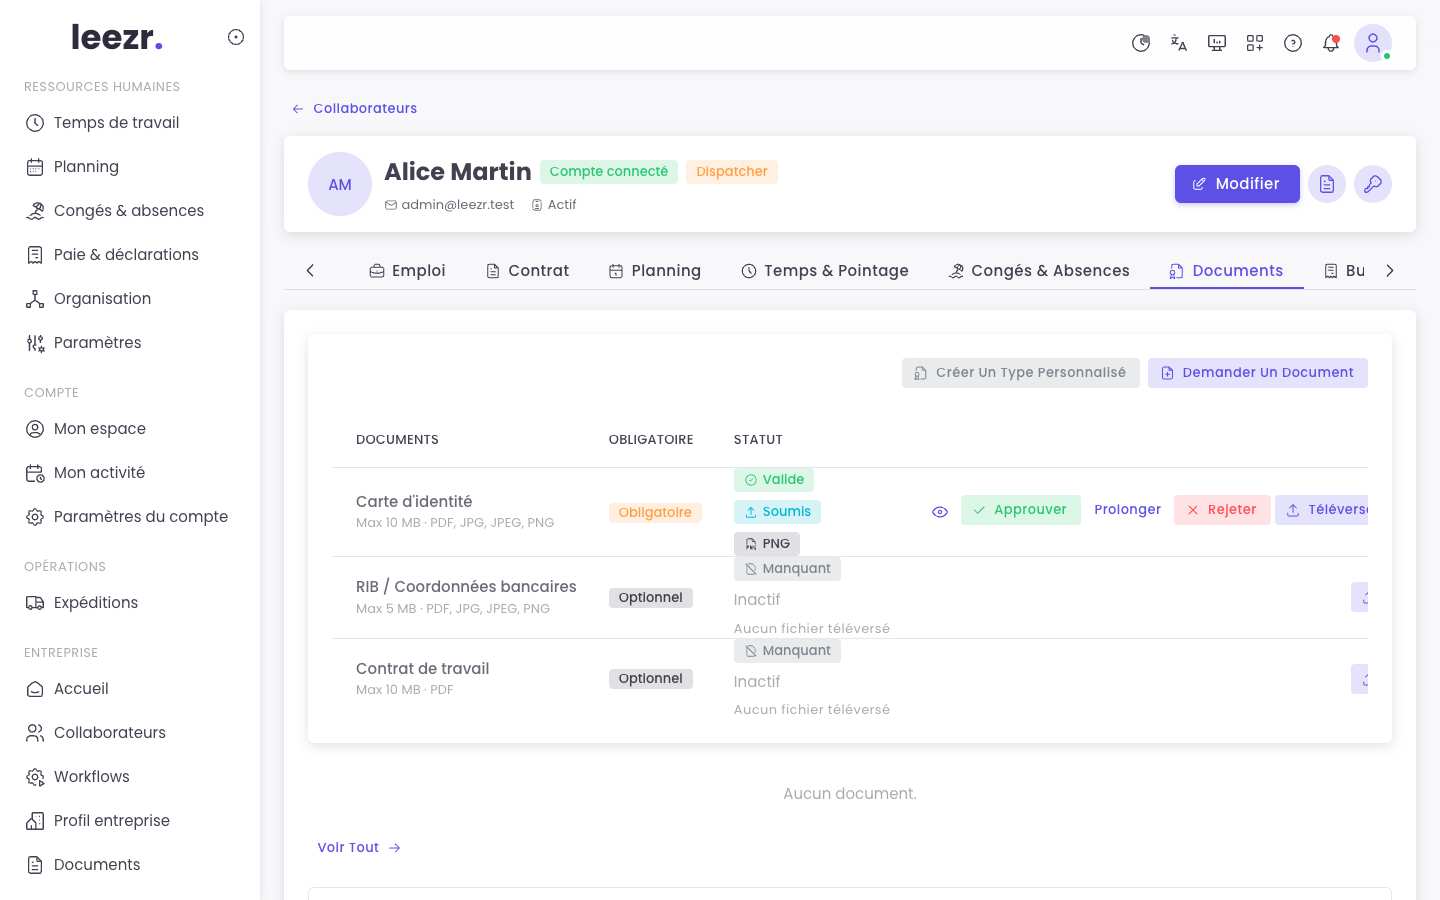 leezr.
RESSOURCES HUMAINES
Temps de travail
Planning
Congés & absences
Paie & déclarations
Organisation
Paramètres
COMPTE
Mon espace
Mon activité
Paramètres du compte
OPÉRATIONS
Expéditions
ENTREPRISE
Accueil
Collaborateurs
Workflows
Profil entreprise
Documents
Collaborateurs
AM
Alice Martin
Compte connecté
Dispatcher
admin@leezr.test
Actif
Modifier
Emploi
Contrat
Planning
Temps & Pointage
Congés & Absences
Documents
Bu
Créer Un Type Personnalisé
Demander Un Document
DOCUMENTS
OBLIGATOIRE
STATUT
Carte d'identité
Max 10 MB · PDF, JPG, JPEG, PNG
Obligatoire
Valide
Soumis
PNG
Approuver
Prolonger
Rejeter
Télévers
RIB / Coordonnées bancaires
Max 5 MB · PDF, JPG, JPEG, PNG
Optionnel
Manquant
Inactif
Aucun fichier téléversé
Contrat de travail
Max 10 MB · PDF
Optionnel
Manquant
Inactif
Aucun fichier téléversé
Aucun document.
Voir Tout